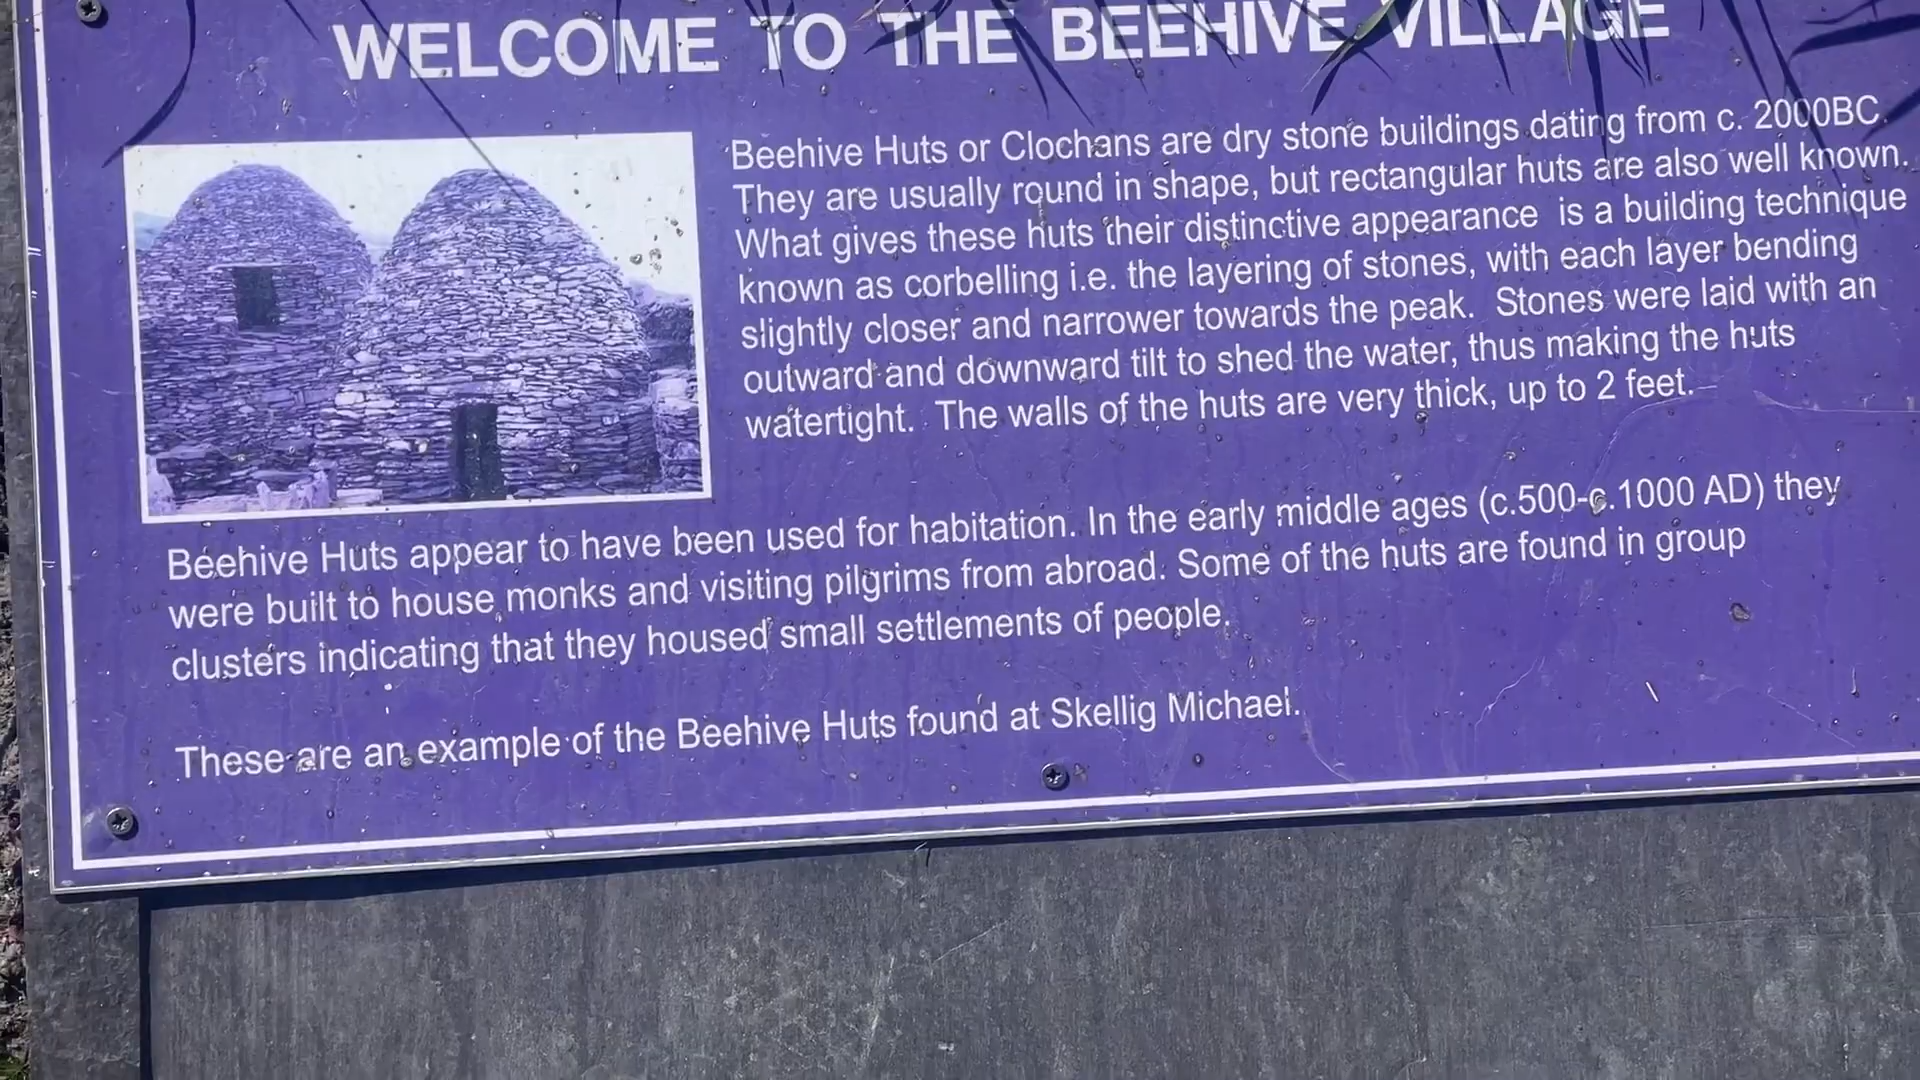 WELCOME TO THE BEEHIVE VILLAGE
Beehive Huts or Clochans are dry stone buildings dating from c. 2000BC.
They are usually round in shape, but rectangular huts are also well known.
What gives these huts their distinctive appearance is a building technique
known as corbelling i.e. the layering of stones, with each layer bending
slightly closer and narrower towards the peak. Stones were laid with an
outward and downward tilt to shed the water, thus making the huts
watertight. The walls of the huts are very thick, up to 2 feet.
Beehive Huts appear to have been used for habitation. In the early middle ages (c.500-c.1000 AD) they
were built to house monks and visiting pilgrims from abroad. Some of the huts are found in group
clusters indicating that they housed small settlements of people.
These are an example of the Beehive Huts found at Skellig Michael.